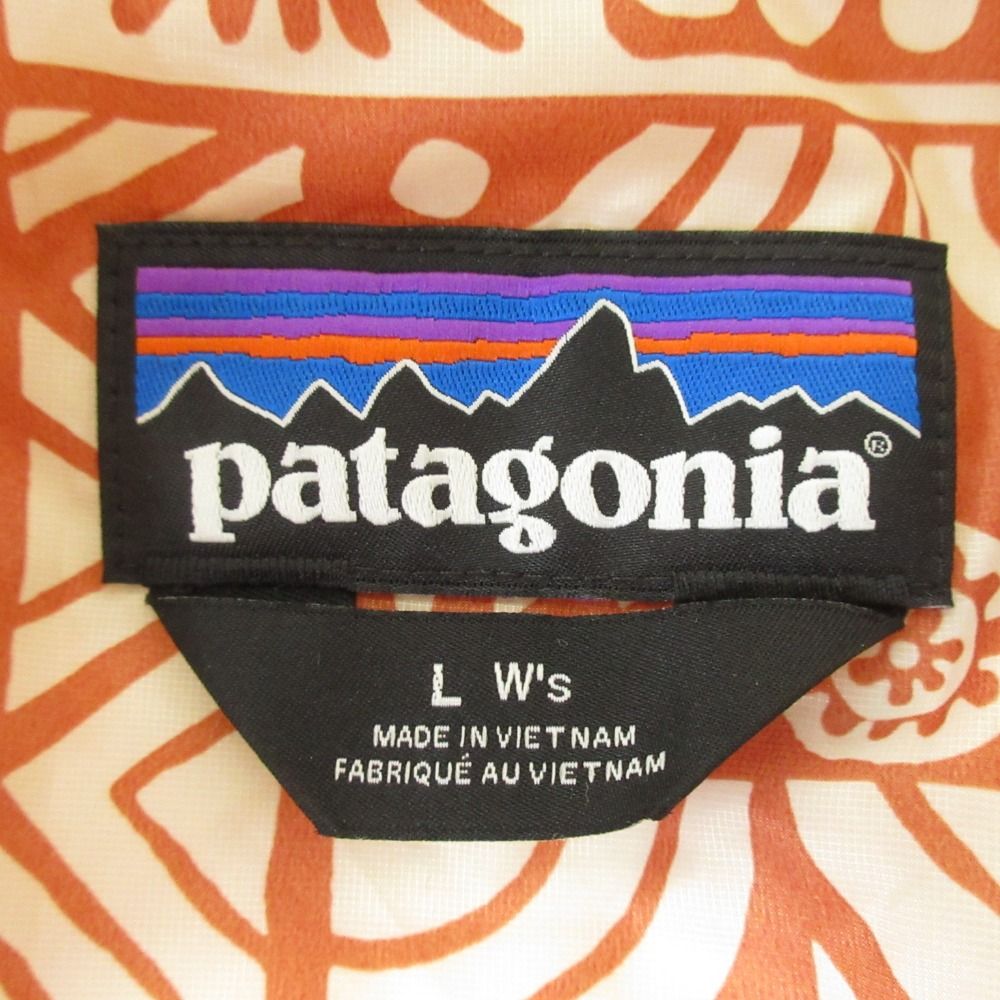 patagonia®
L W's
MADE IN VIETNAM
FABRIQUÉ AU VIETNAM